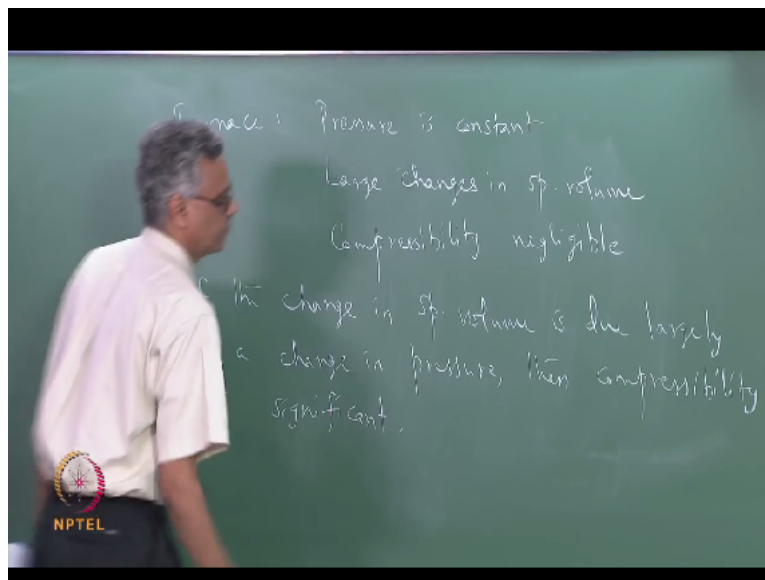 Pressure is constant
Large changes in sp. volume
Compressibility negligible
the change in sp. volume is due largely
a change in pressure, then compressibility
significant.
NPTEL